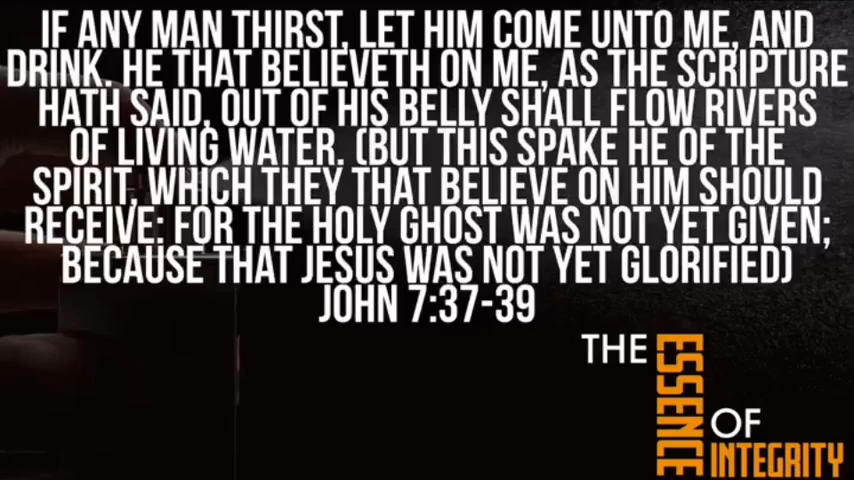 IF ANY MAN THIRST, LET HIM COME UNTO ME, AND
DRINK. HE THAT BELIEVETH ON ME, AS THE SCRIPTURE
HATH SAID, OUT OF HIS BELLY SHALL FLOW RIVERS
OF LIVING WATER. (BUT THIS SPAKE HE OF THE
SPIRIT, WHICH THEY THAT BELIEVE ON HIM SHOULD
RECEIVE: FOR THE HOLY GHOST WAS NOT YET GIVEN;
BECAUSE THAT JESUS WAS NOT YET GLORIFIED)
JOHN 7:37-39
THE
ESSENCE
OF
INTEGRITY